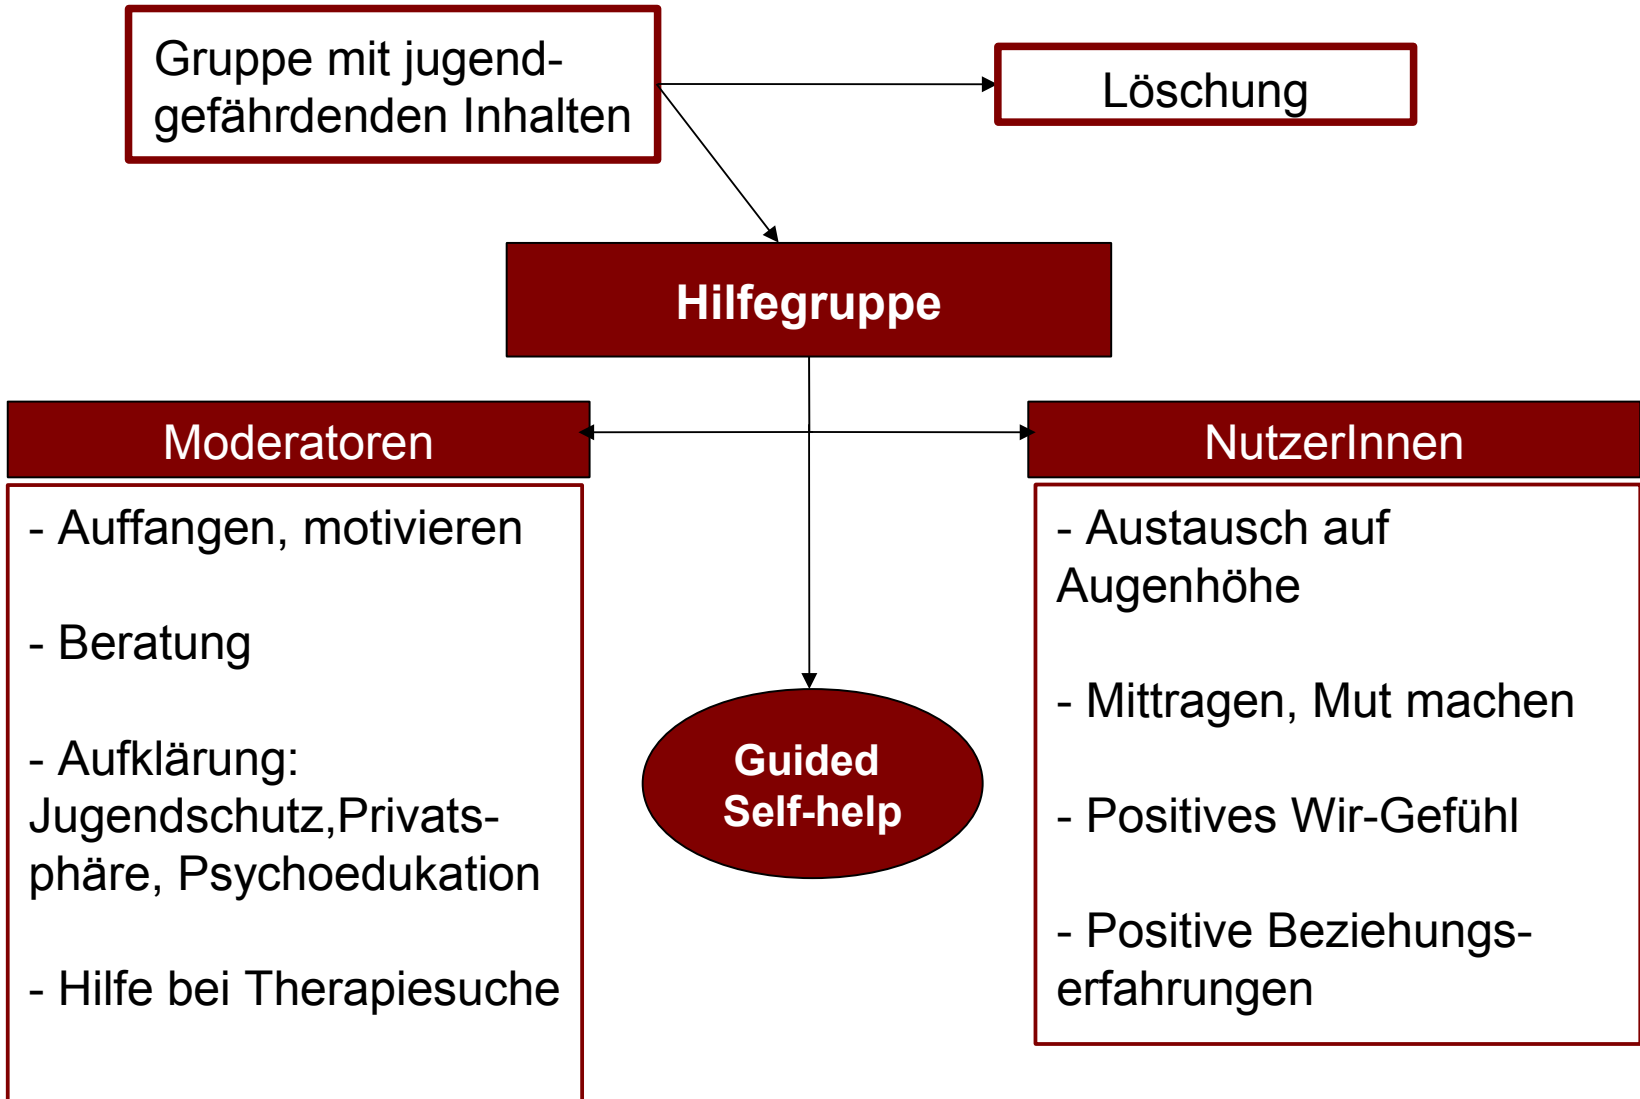 Gruppe mit jugend-
gefährdenden Inhalten
Löschung
Hilfegruppe
Moderatoren
- Auffangen, motivieren
- Beratung
- Aufklärung:
Jugendschutz,Privats-
phäre, Psychoedukation
- Hilfe bei Therapiesuche
Guided
Self-help
NutzerInnen
- Austausch auf
Augenhöhe
- Mittragen, Mut machen
- Positives Wir-Gefühl
- Positive Beziehungs-
erfahrungen